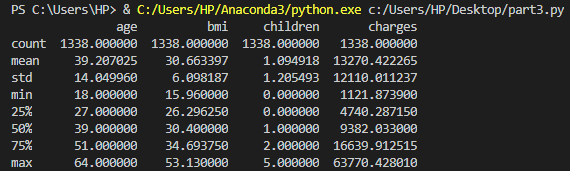 PS C:\Users\HP> & C:/Users/HP/Anaconda3/python.exe c:/Users/HP/Desktop/part3.py
age bmi children charges
count 1338.000000 1338.000000 1338.000000 1338.000000
mean 39.207025 30.663397 1.094918 13270.422265
std 14.049960 6.098187 1.205493 12110.011237
min 18.000000 15.960000 0.000000 1121.873900
25% 27.000000 26.296250 0.000000 4740.287150
50% 39.000000 30.400000 1.000000 9382.033000
75% 51.000000 34.693750 2.000000 16639.912515
max 64.000000 53.130000 5.000000 63770.428010